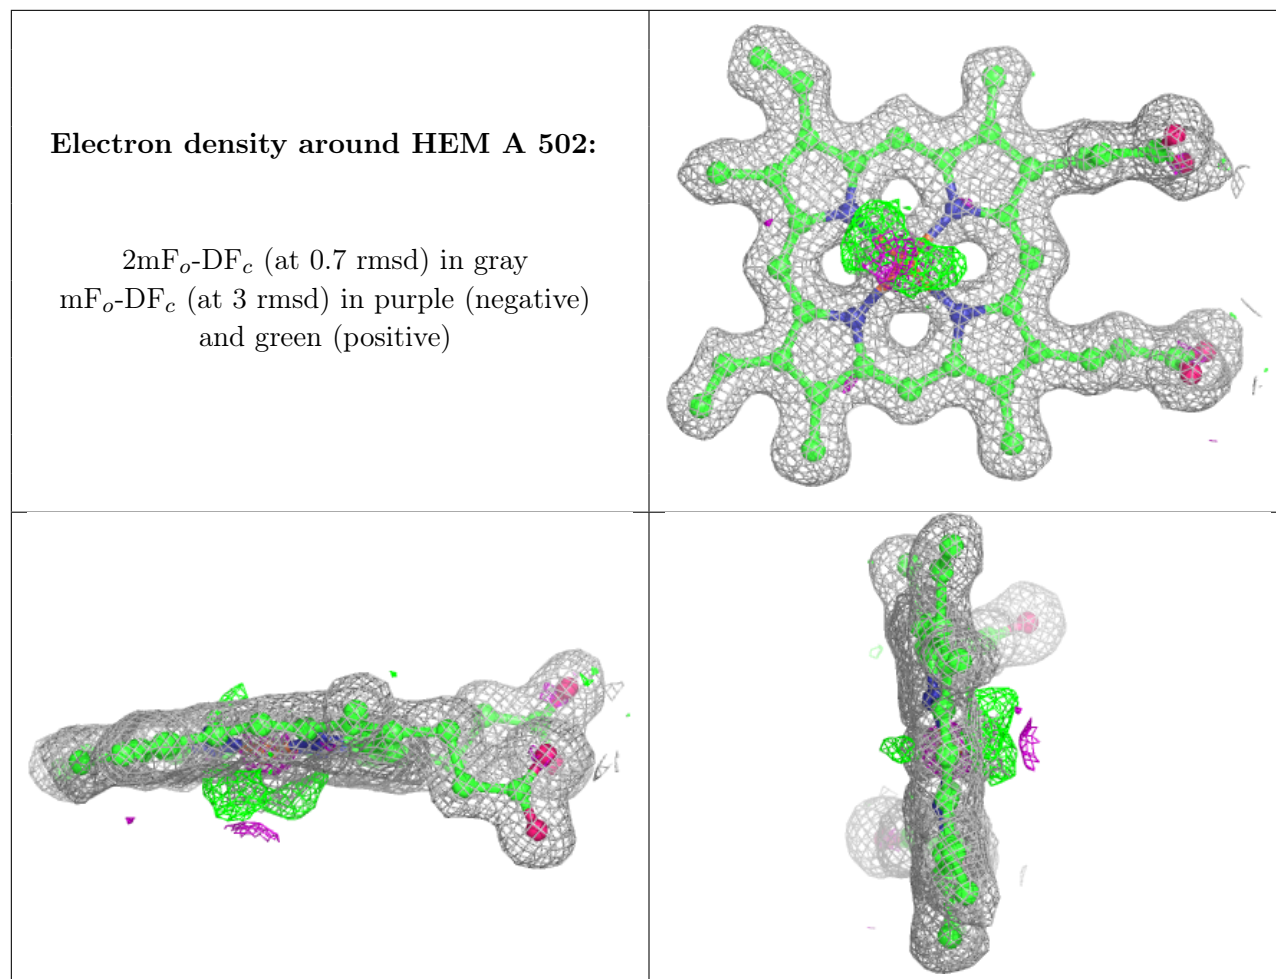 Electron density around HEM A 502:
2mFo-DFc (at 0.7 rmsd) in gray
mFo-DFc (at 3 rmsd) in purple (negative)
and green (positive)